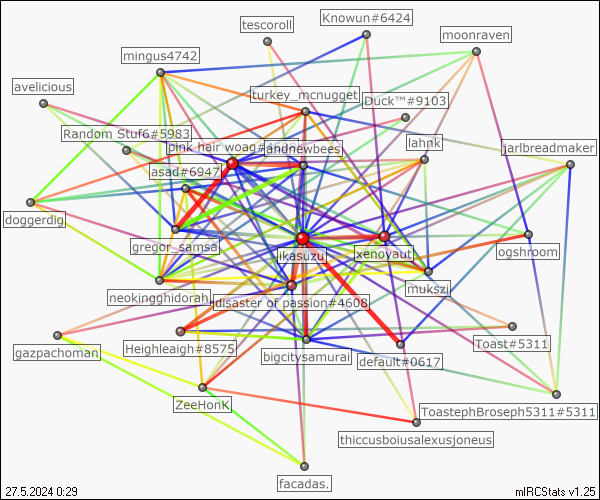 Knowun#6424
tescoroll
moonraven
mingus4742
avelicious
turkey_mcnugget
Duck™#9103
Random Stuf6#5983
lahnk
pink hair woag
andnewbees
jarlbreadmaker
asad#6947
doggerdig
gregor_samsa
ikasuzu
xenoyaut
ogshroom
mukszi
neokingghidorah
disaster of passion#4608
Toast#5311
gazpachoman
Heighleaigh#8575
bigcitysamurai
default#0617
ZeeHonK
ToastephBroseph5311#5311
thiccusboiusalexusjoneus
facadas.
27.5.2024 0:29
mIRCStats v1.25